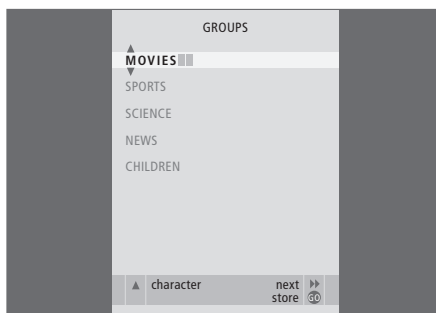 GROUPS
MOVIES
SPORTS
SCIENCE
NEWS
CHILDREN
character next
store GO